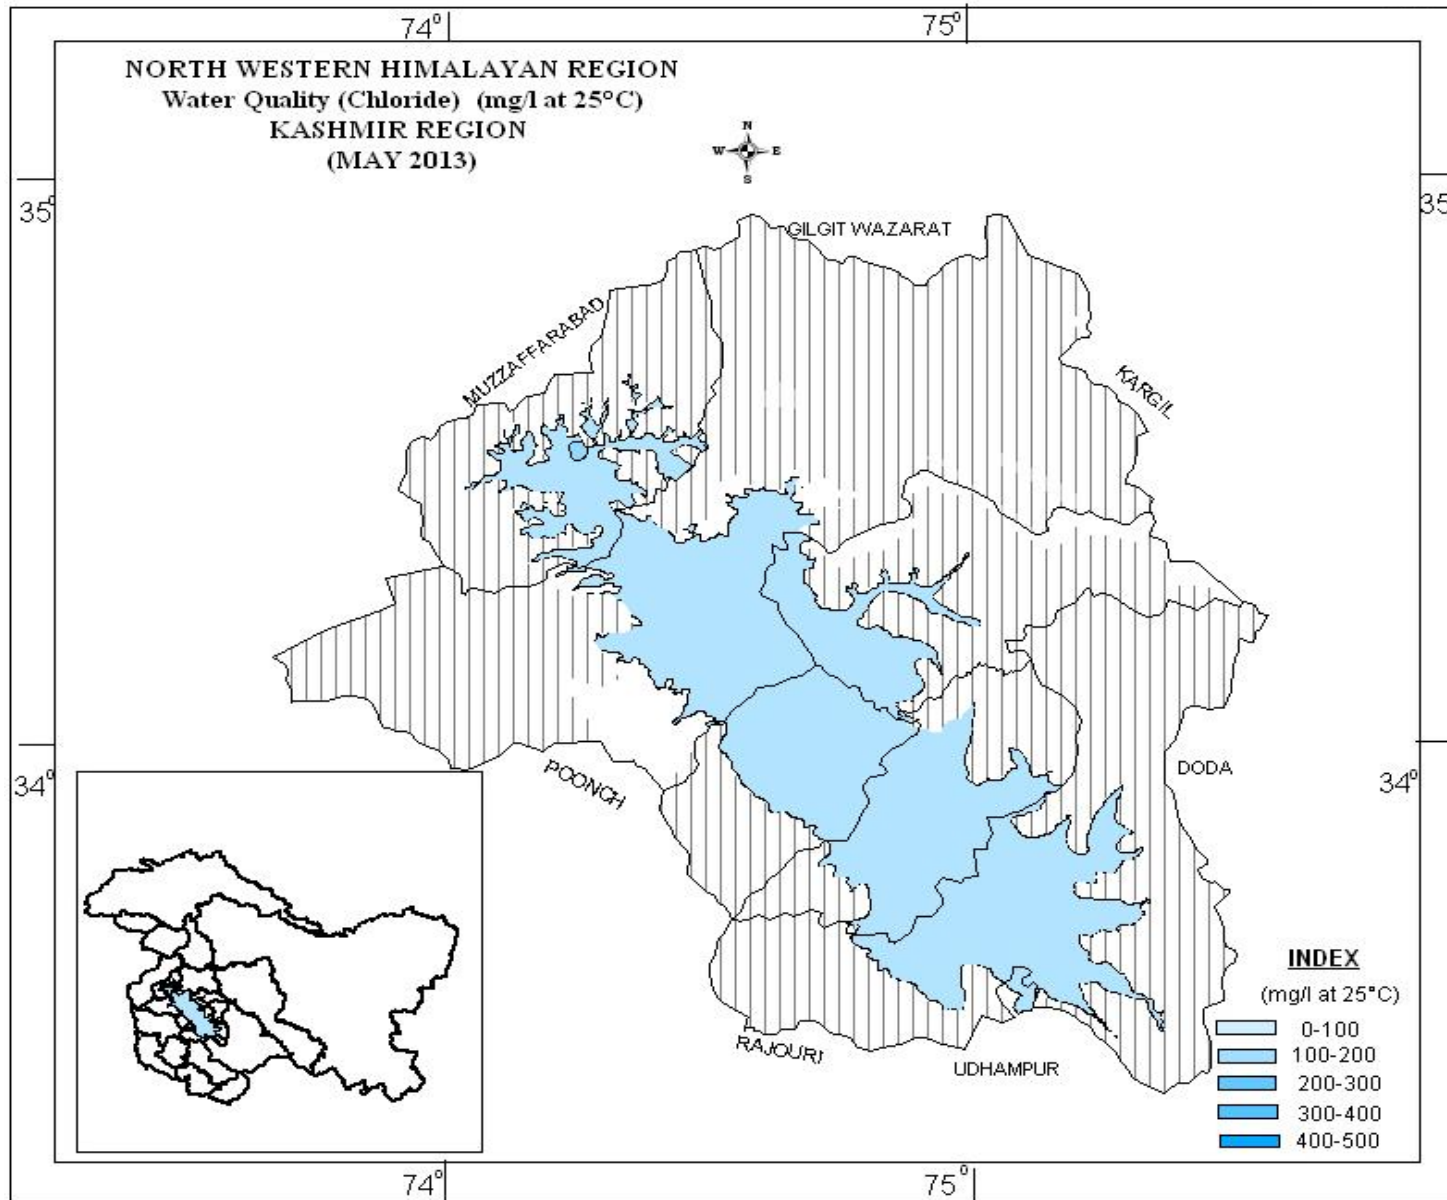 74° 75°
NORTH WESTERN HIMALAYAN REGION
Water Quality (Chloride) (mg/l at 25°C)
KASHMIR REGION
(MAY 2013)
N
W E
S
35° 35
GILGIT WAZARAT
MUZZAFFARABAD
KARGIL
POONCH
DODA
34° 34°
RAJOURI
UDHAMPUR
INDEX
(mg/l at 25°C)
0-100
100-200
200-300
300-400
400-500
74° 75°